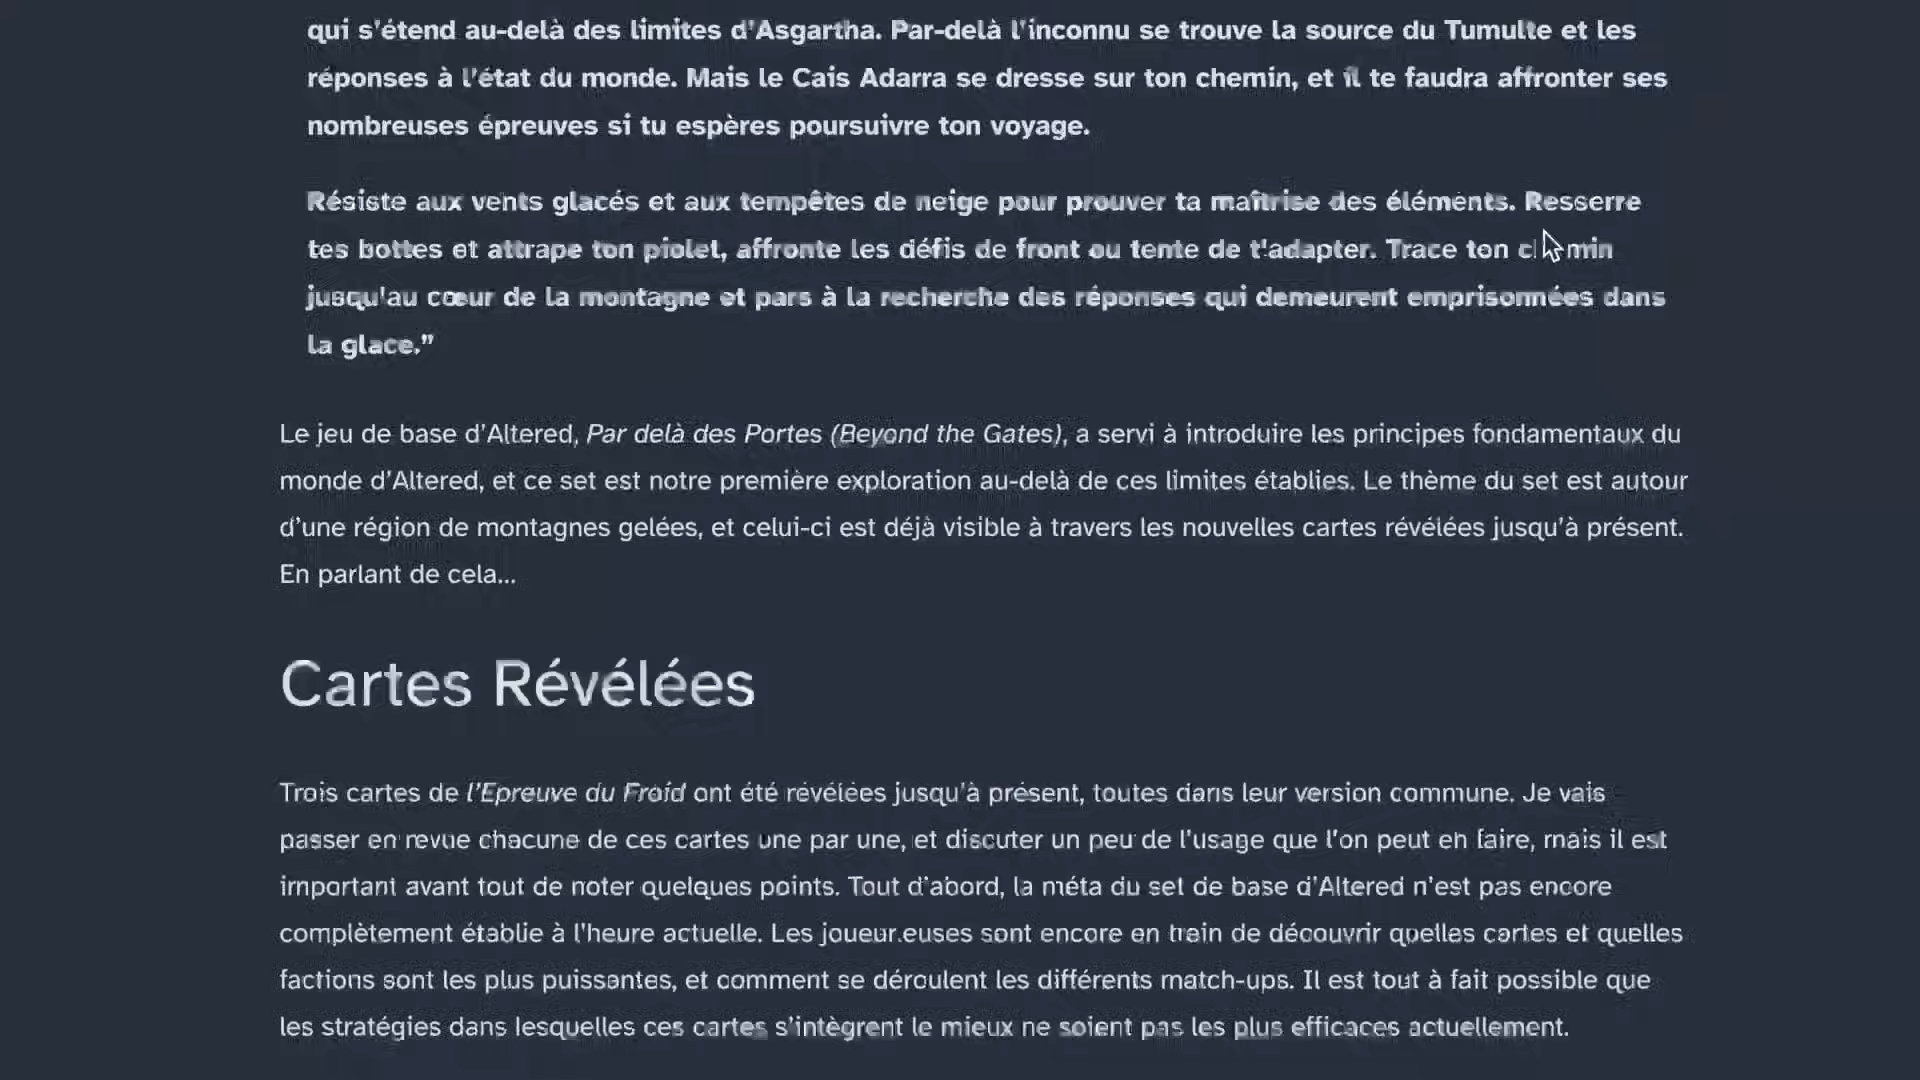 qui s'étend au-delà des limites d'Asgartha. Par-delà l'inconnu se trouve la source du Tumulte et les
réponses à l'état du monde. Mais le Cais Adarra se dresse sur ton chemin, et il te faudra affronter ses
nombreuses épreuves si tu espères poursuivre ton voyage.
Résiste aux vents glacés et aux tempêtes de neige pour prouver ta maîtrise des éléments. Resserre
tes bottes et attrape ton piolet, affronte les défis de front ou tente de t'adapter. Trace ton chemin
jusqu'au cœur de la montagne et pars à la recherche des réponses qui demeurent emprisonnées dans
la glace.”
Le jeu de base d'Altered, Par delà des Portes (Beyond the Gates), a servi à introduire les principes fondamentaux du
monde d'Altered, et ce set est notre première exploration au-delà de ces limites établies. Le thème du set est autour
d'une région de montagnes gelées, et celui-ci est déjà visible à travers les nouvelles cartes révélées jusqu'à présent.
En parlant de cela...
Cartes Révélées
Trois cartes de l'Epreuve du Froid ont été révélées jusqu'à présent, toutes dans leur version commune. Je vais
passer en revue chacune de ces cartes une par une, et discuter un peu de l'usage que l'on peut en faire, mais il est
important avant tout de noter quelques points. Tout d'abord, la méta du set de base d'Altered n'est pas encore
complètement établie à l'heure actuelle. Les joueur.euses sont encore en train de découvrir quelles cartes et quelles
factions sont les plus puissantes, et comment se déroulent les différents match-ups. Il est tout à fait possible que
les stratégies dans lesquelles ces cartes s'intègrent le mieux ne soient pas les plus efficaces actuellement.